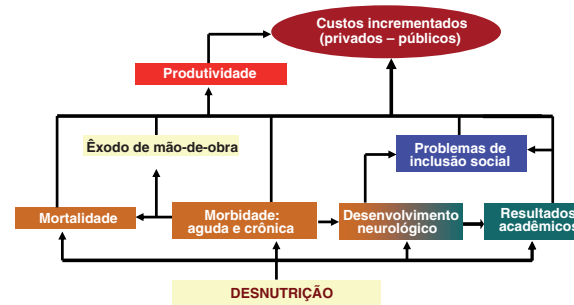 Custos incrementados
(privados – públicos)
Produtividade
Êxodo de mão-de-obra
Problemas de
inclusão social
Mortalidade
Morbidade:
aguda e crônica
Desenvolvimento
neurológico
Resultados
acadêmicos
DESNUTRIÇÃO